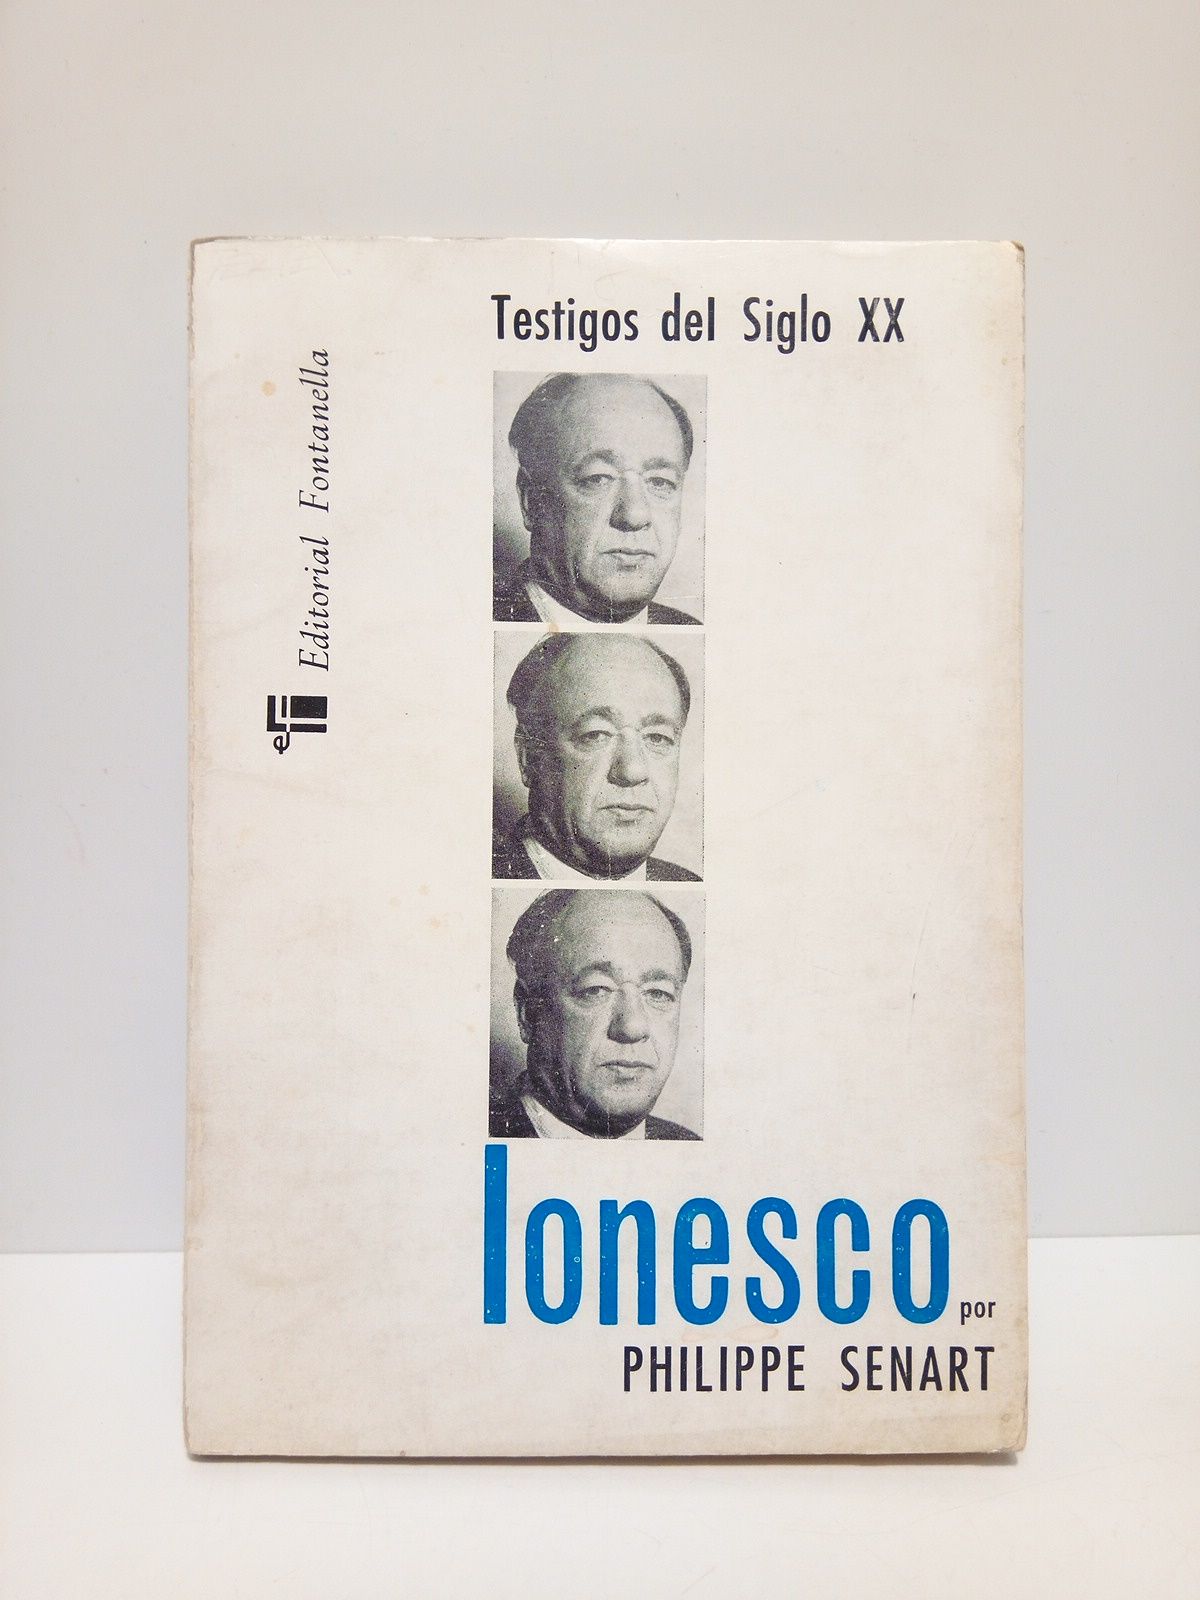 Testigos del Siglo XX
Editorial Fontanella
Ionesco
por
PHILIPPE SENART